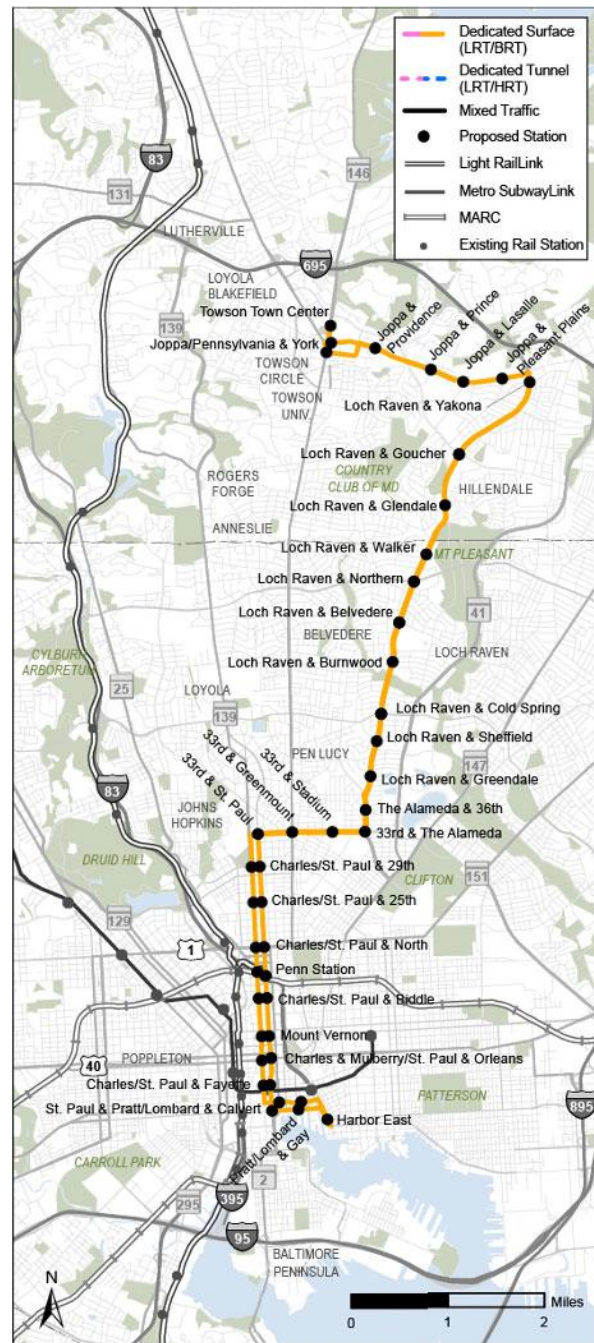 Dedicated Surface
(LRT/BRT)
Dedicated Tunnel
(LRT/HRT)
Mixed Traffic
Proposed Station
Light RailLink
Metro SubwayLink
MARC
Existing Rail Station
83
146
131
LUTHERVILLE
695
LOYOLA
BLAKEFIELD
Towson Town Center
139
Joppa/Pennsylvania & York
Joppa &
Providence
Joppa & Prince
Joppa & Lasalle
Joppa &
Pleasant Plains
TOWSON
CIRCLE
TOWSON
UNIV.
Loch Raven & Yakona
Loch Raven & Goucher
COUNTRY
CLUB OF MD
HILLENDALE
ROGERS
FORGE
Loch Raven & Glendale
ANNESLIE
Loch Raven & Walker
MT PLEASANT
Loch Raven & Northern
41
Loch Raven & Belvedere
BELVEDERE
LOCH RAVEN
CYLBURN
ARBORETUM
Loch Raven & Burnwood
25
LOYOLA
139
Loch Raven & Cold Spring
PEN LUCY
Loch Raven & Sheffield
147
83
33rd & St. Paul
33rd & Greenmount
33rd & Stadium
Loch Raven & Greendale
JOHNS
HOPKINS
The Alameda & 36th
33rd & The Alameda
DRUID HILL
Charles/St. Paul & 29th
CLIFTON
151
Charles/St. Paul & 25th
129
1
Charles/St. Paul & North
Penn Station
Charles/St. Paul & Biddle
Mount Vernon
40
POPPLETON
Charles & Mulberry/St. Paul & Orleans
Charles/St. Paul & Fayette
PATTERSON
895
St. Paul & Pratt/Lombard & Calvert
Harbor East
Pratt/Lombard
& Gay
CARROLL PARK
2
295
395
95
BALTIMORE
PENINSULA
N
Miles
0 1 2